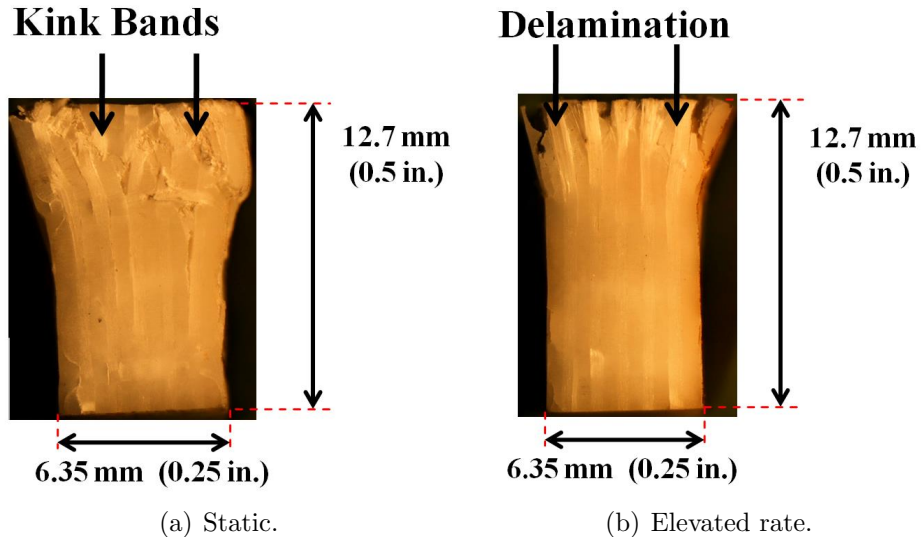 Kink Bands
Delamination
12.7 mm
(0.5 in.)
12.7 mm
(0.5 in.)
6.35 mm (0.25 in.)
6.35 mm (0.25 in.)
(a) Static.
(b) Elevated rate.